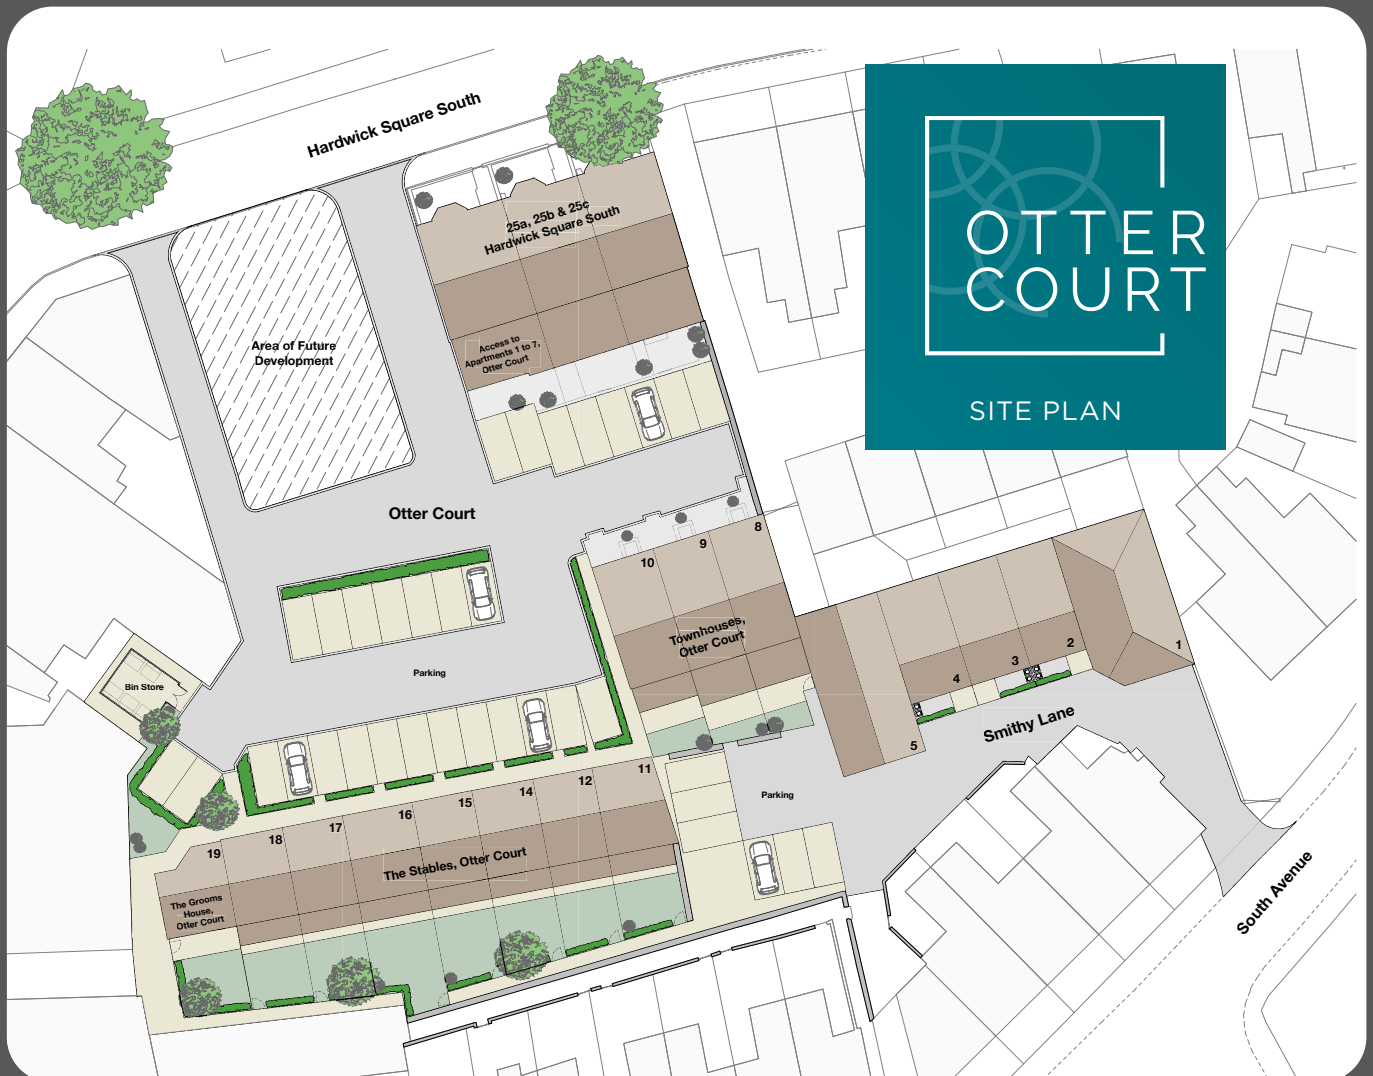 Hardwick Square South
OTTER
COURT
SITE PLAN
25a, 25b & 25c
Hardwick Square South
Area of Future
Development
Access to
Apartments 1 to 7,
Otter Court
Otter Court
8
9
10
Townhouses,
Otter Court
1
2
3
4
5
Smithy Lane
Parking
Bin Store
Parking
11
12
14
15
16
17
18
19
The Stables, Otter Court
The Grooms
House,
Otter Court
South Avenue